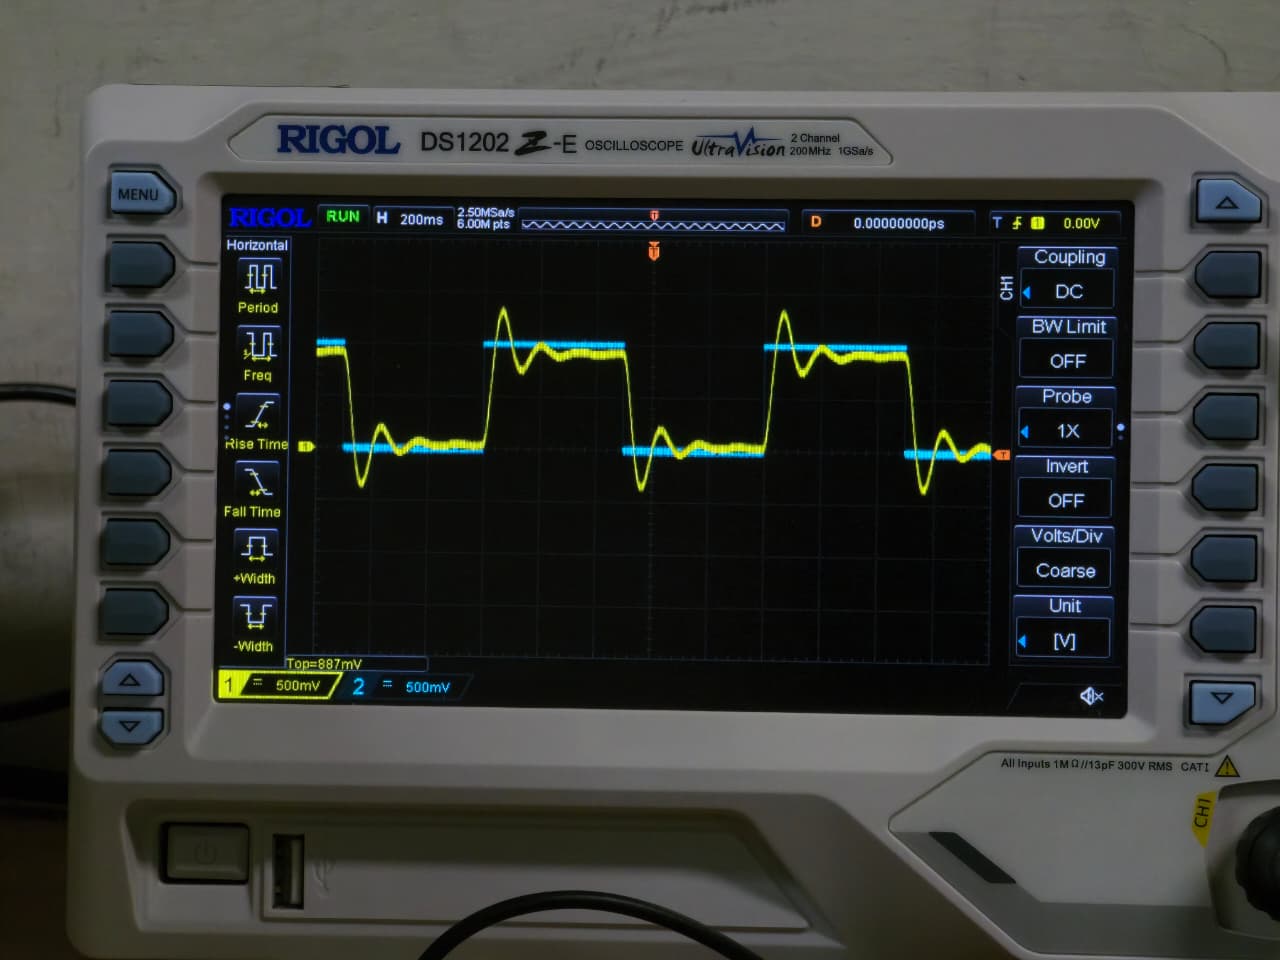 RIGOL DS1202 Z-E OSCILLOSCOPE UltraVision 2 Channel
200MHz 1GSa/s
MENU
RIGOL RUN H 200ms 2.50MSa/s
6.00M pts
T
D 0.00000000ps T 1 0.00V
Horizontal
Period
Freq
Rise Time
Fall Time
+Width
-Width
T
1
T
CH1
Coupling
DC
BW Limit
OFF
Probe
1X
Invert
OFF
Volts/Div
Coarse
Unit
[V]
Top=887mV
1 500mV 2 500mV
All Inputs 1MΩ//13pF 300V RMS CAT I
CH1